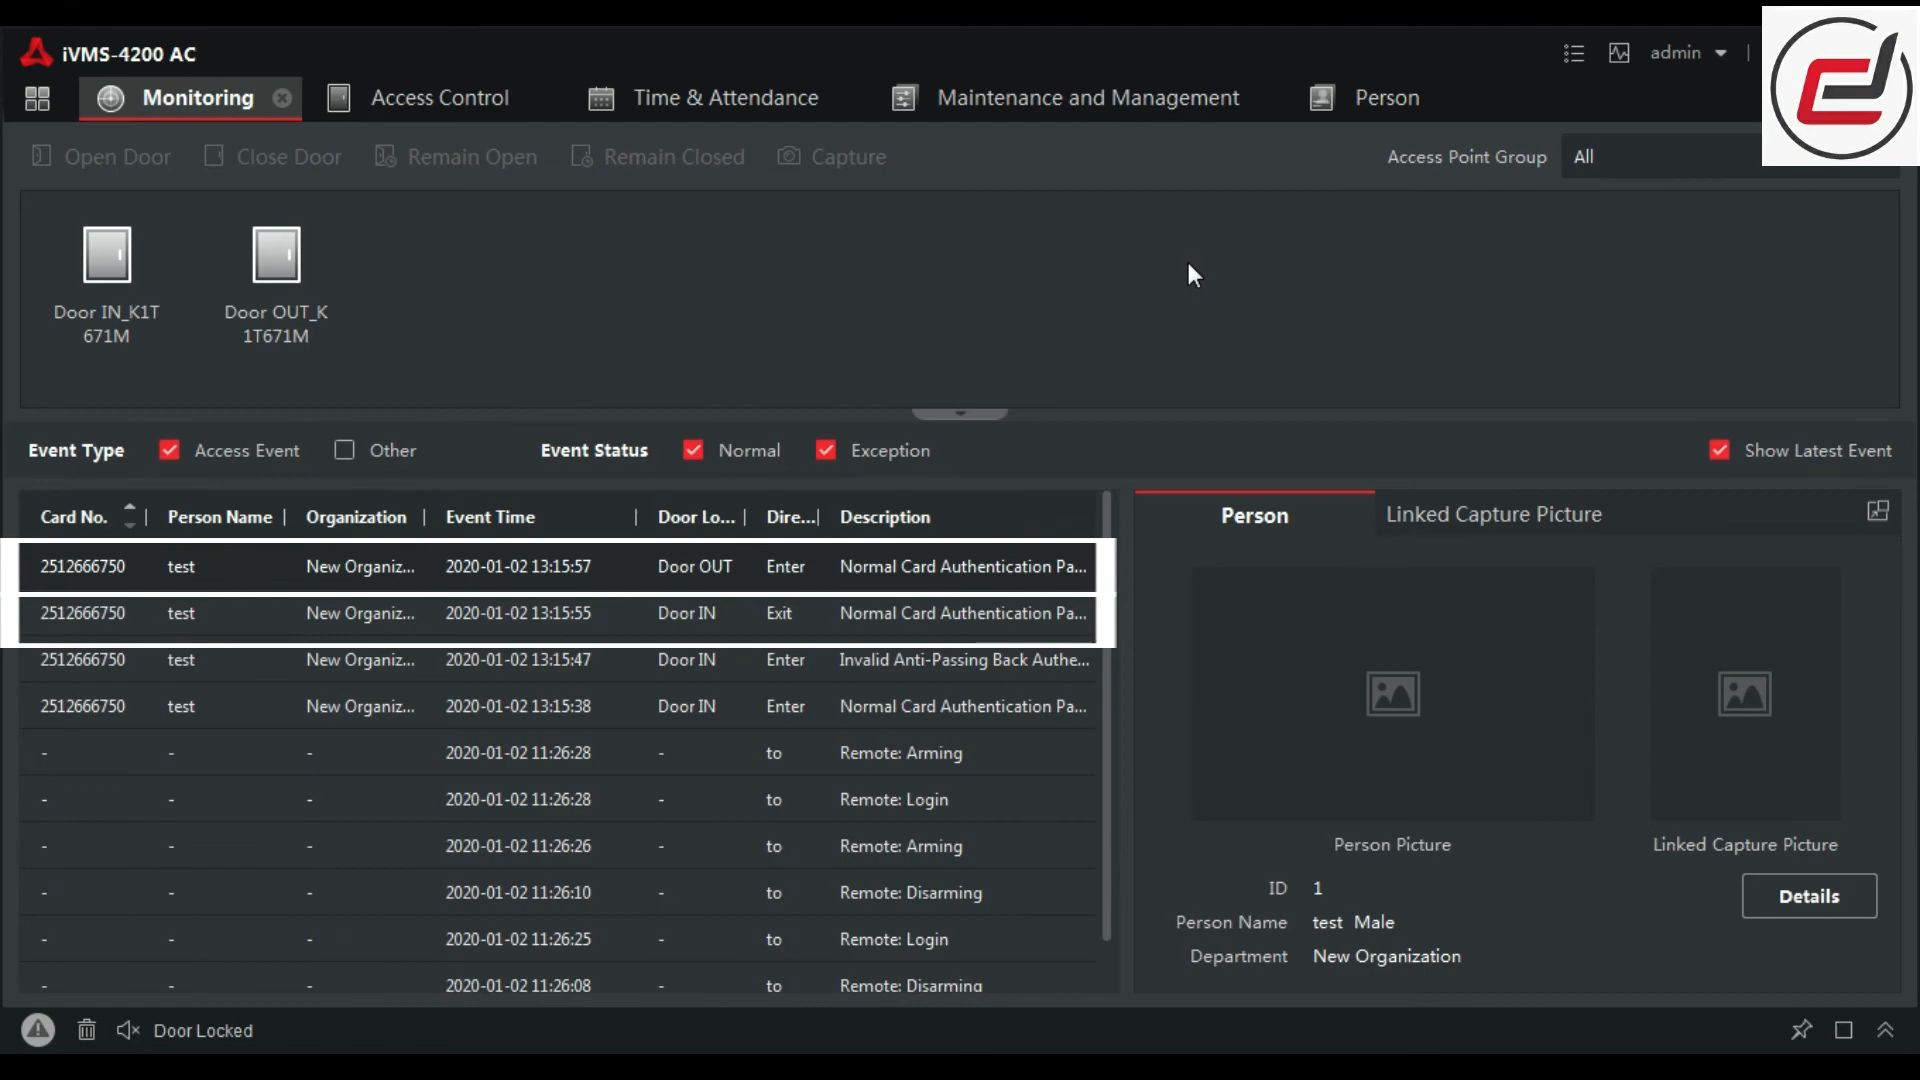 iVMS-4200 AC
admin
Monitoring
Access Control
Time & Attendance
Maintenance and Management
Person
Open Door
Close Door
Remain Open
Remain Closed
Capture
Access Point Group
All
Door IN_K1T
671M
Door OUT_K
1T671M
Event Type
Access Event
Other
Event Status
Normal
Exception
Show Latest Event
Card No. | Person Name | Organization | Event Time | Door Lo... | Dire...| Description
2512666750 test New Organiz... 2020-01-02 13:15:57 Door OUT Enter Normal Card Authentication Pa...
2512666750 test New Organiz... 2020-01-02 13:15:55 Door IN Exit Normal Card Authentication Pa...
2512666750 test New Organiz... 2020-01-02 13:15:47 Door IN Enter Invalid Anti-Passing Back Authe...
2512666750 test New Organiz... 2020-01-02 13:15:38 Door IN Enter Normal Card Authentication Pa...
- - - 2020-01-02 11:26:28 - to Remote: Arming
- - - 2020-01-02 11:26:28 - to Remote: Login
- - - 2020-01-02 11:26:26 - to Remote: Arming
- - - 2020-01-02 11:26:10 - to Remote: Disarming
- - - 2020-01-02 11:26:25 - to Remote: Login
- - - 2020-01-02 11:26:08 - to Remote: Disarming
Person
Linked Capture Picture
Person Picture
Linked Capture Picture
ID 1
Details
Person Name test Male
Department New Organization
Door Locked